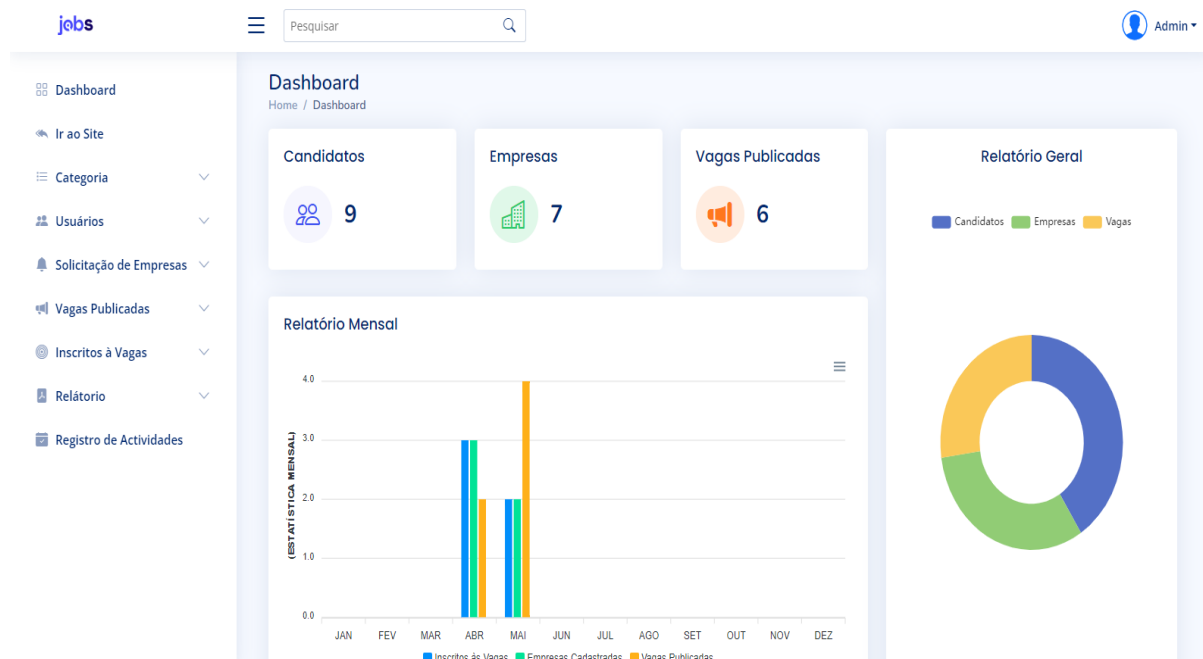 jobs
Pesquisar
Admin
Dashboard
Ir ao Site
Categoria
Usuários
Solicitação de Empresas
Vagas Publicadas
Inscritos à Vagas
Relátorio
Registro de Actividades
Dashboard
Home / Dashboard
Candidatos
9
Empresas
7
Vagas Publicadas
6
Relatório Mensal
(ESTATÍSTICA MENSAL)
4.0
3.0
2.0
1.0
0.0
JAN FEV MAR ABR MAI JUN JUL AGO SET OUT NOV DEZ
Inscritos ás Vagas Empresas Cadastradas Vagas Publicadas
Relatório Geral
Candidatos Empresas Vagas